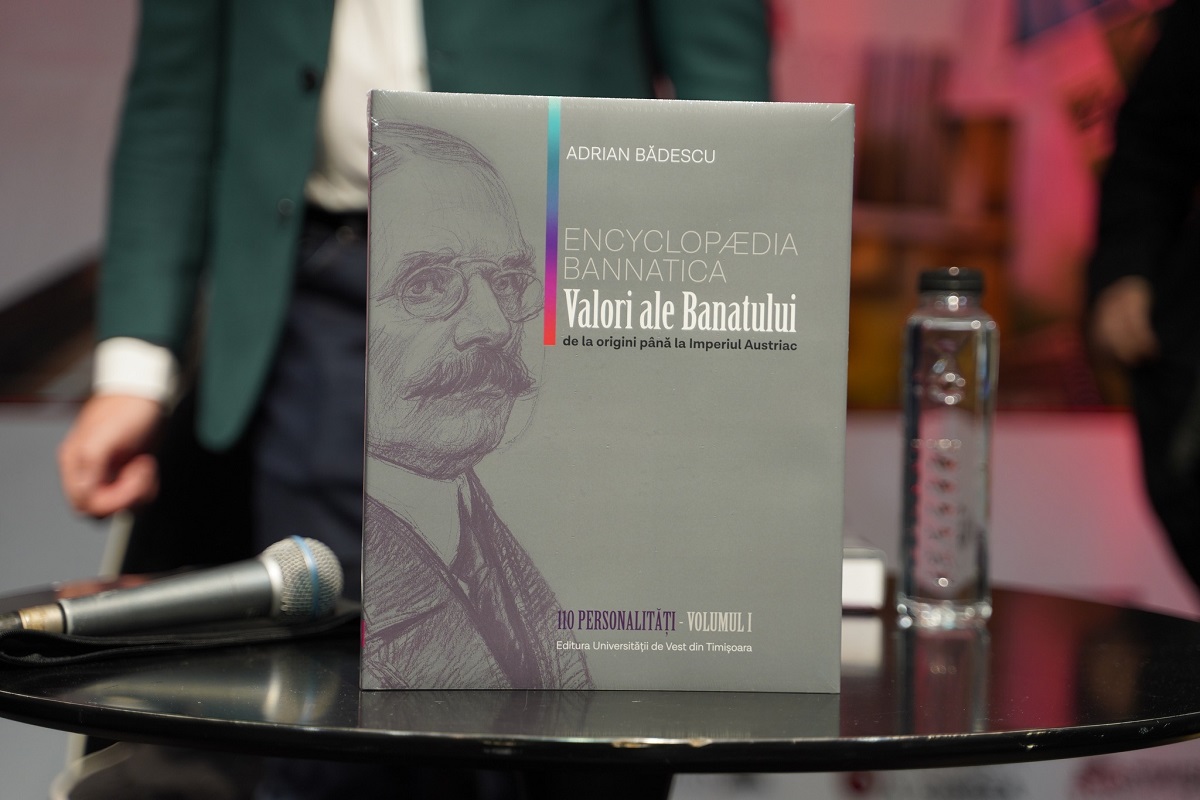 ADRIAN BĂDESCU
ENCYCLOPÆDIA
BANNATICA
Valori ale Banatului
de la origini până la Imperiul Austriac
110 PERSONALITĂȚI - VOLUMUL I
Editura Universității de Vest din Timișoara